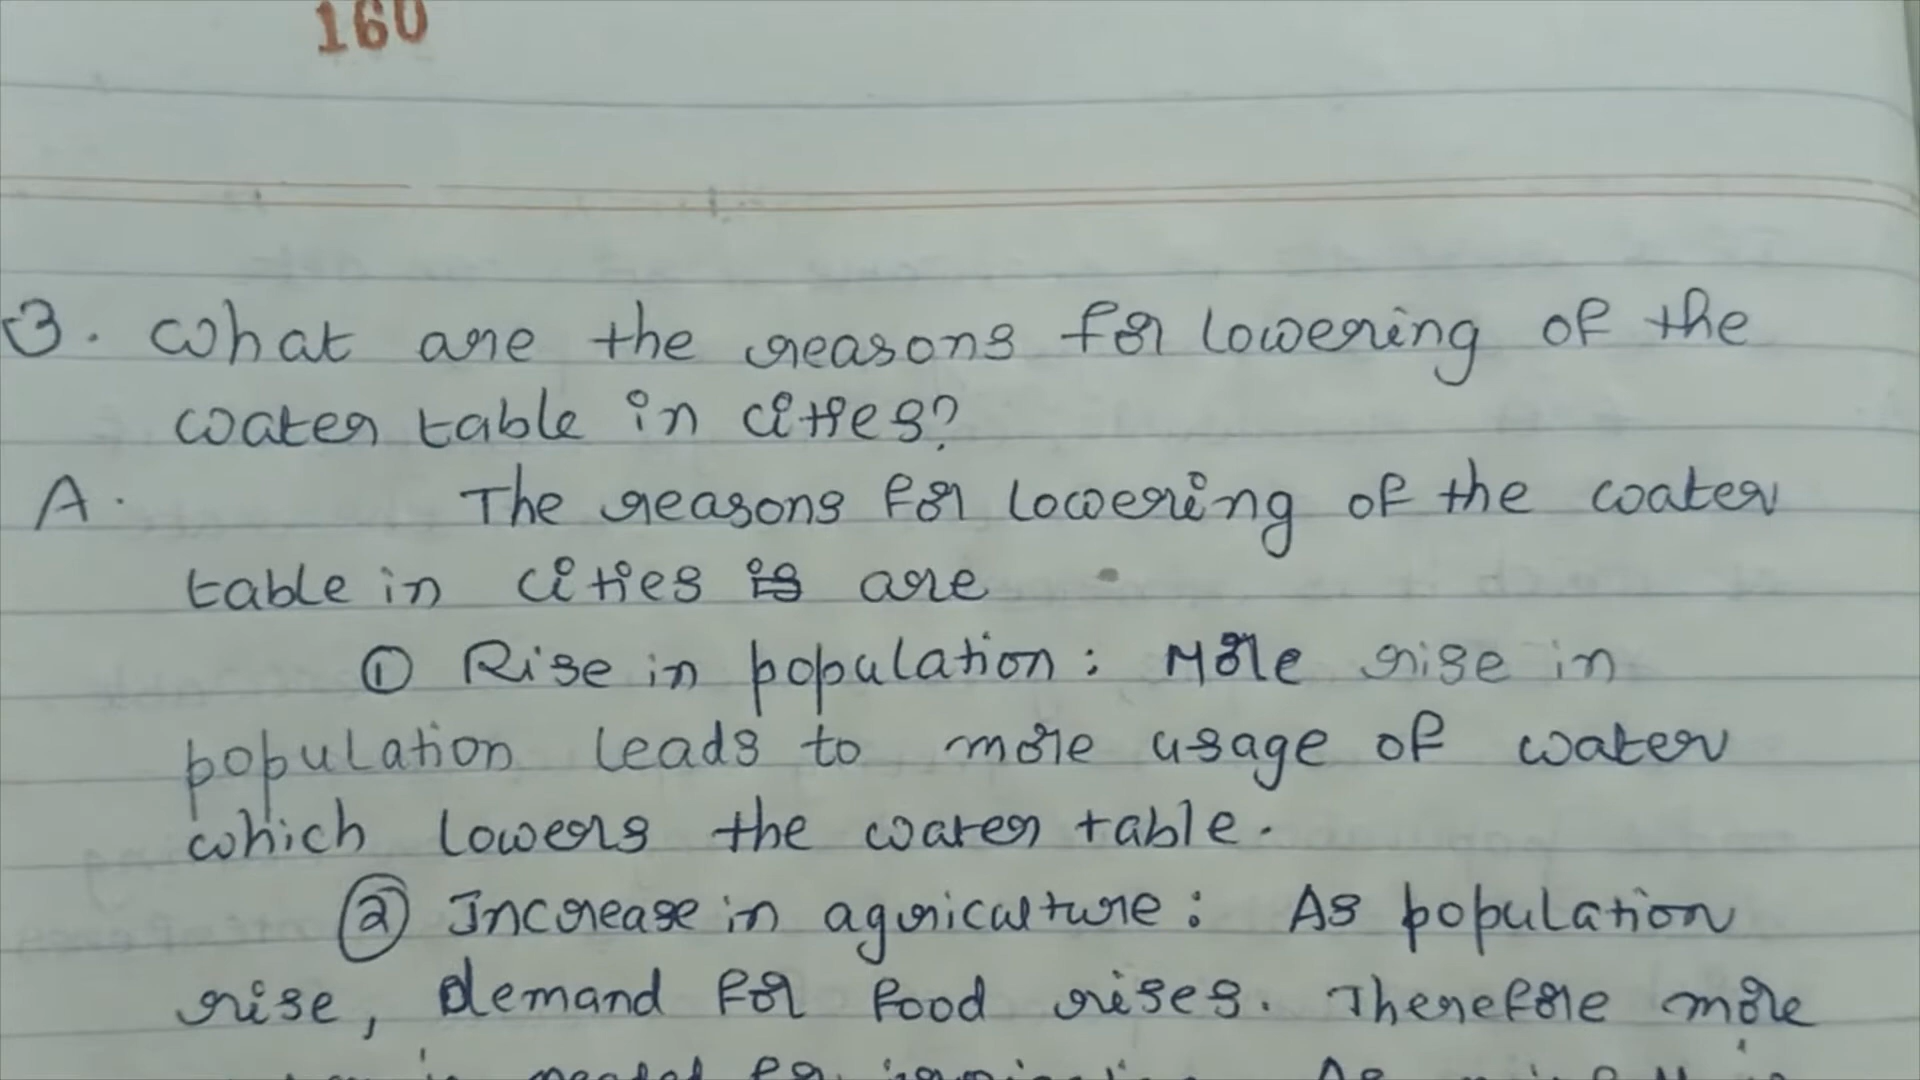 160
3. What are the reasons for lowering of the
water table in cities?
A. The reasons for lowering of the water
table in cities is are
① Rise in population: More rise in
population leads to more usage of water
which lowers the water table.
② Increase in agriculture: As population
rise, demand for food rises. Therefore more